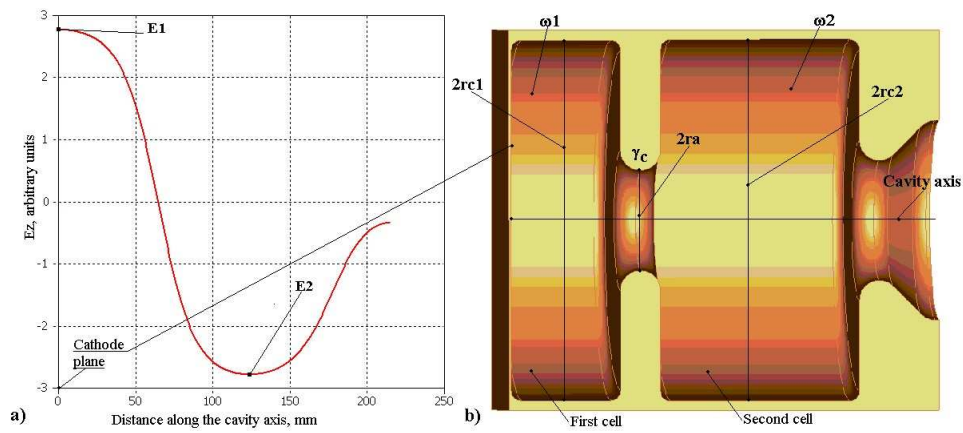 3
2
1
0
-1
-2
-3
Ez, arbitrary units
E1
E2
Cathode
plane
0
50
100
150
200
250
Distance along the cavity axis, mm
a)
ω1
ω2
2rc1
2rc2
γc
2ra
Cavity axis
b)
First cell
Second cell